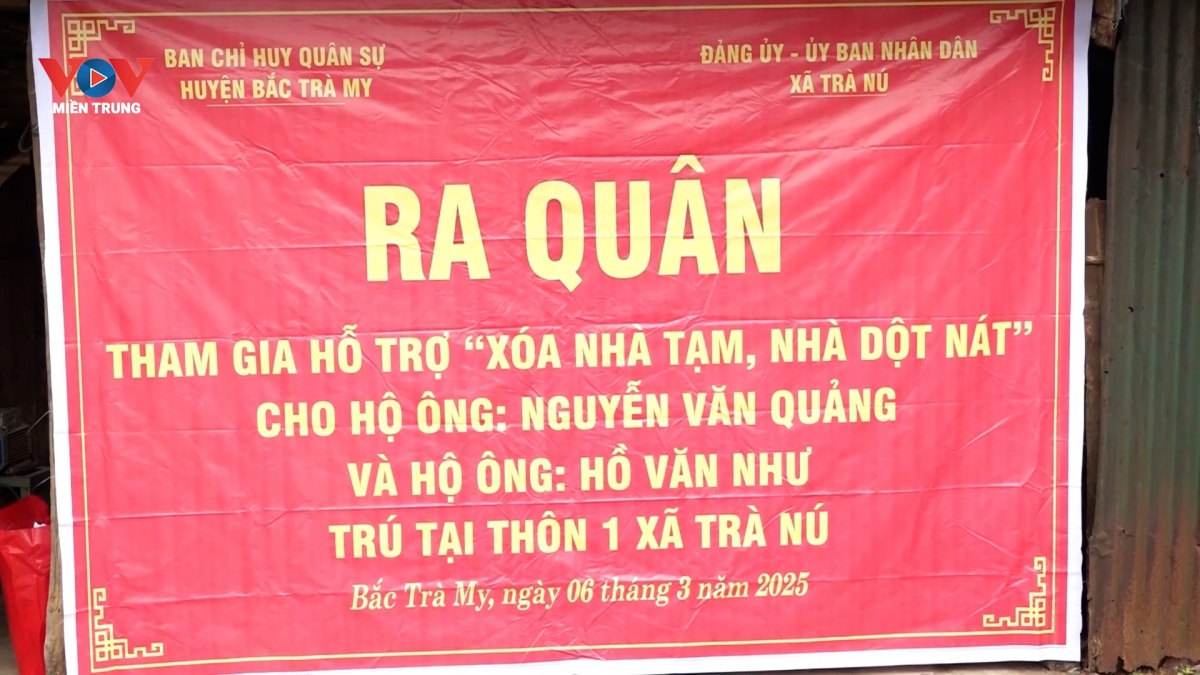 VOV
MIỀN TRUNG
BAN CHỈ HUY QUÂN SỰ
HUYỆN BẮC TRÀ MY
ĐẢNG ỦY - ỦY BAN NHÂN DÂN
XÃ TRÀ NÚ
RA QUÂN
THAM GIA HỖ TRỢ “XÓA NHÀ TẠM, NHÀ DỘT NÁT”
CHO HỘ ÔNG: NGUYỄN VĂN QUẢNG
VÀ HỘ ÔNG: HỒ VĂN NHƯ
TRÚ TẠI THÔN 1 XÃ TRÀ NÚ
Bắc Trà My, ngày 06 tháng 3 năm 2025